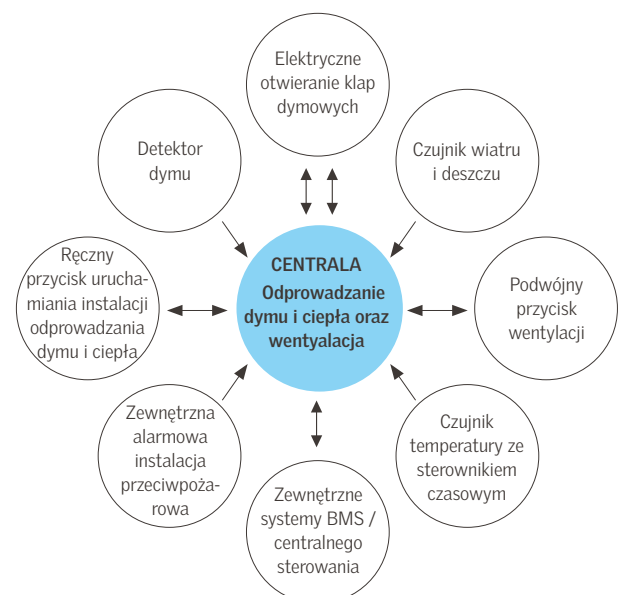 Elektryczne
otwieranie klap
dymowych
Detektor
dymu
Czujnik wiatru
i deszczu
Ręczny
przycisk urucha-
miania instalacji
odprowadzania
dymu i ciepła
CENTRALA
Odprowadzanie
dymu i ciepła oraz
wentyalacja
Podwójny
przycisk
wentylacji
Zewnętrzna
alarmowa
instalacja
przeciwpoża-
rowa
Czujnik
temperatury ze
sterownikiem
czasowym
Zewnętrzne
systemy BMS /
centralnego
sterowania